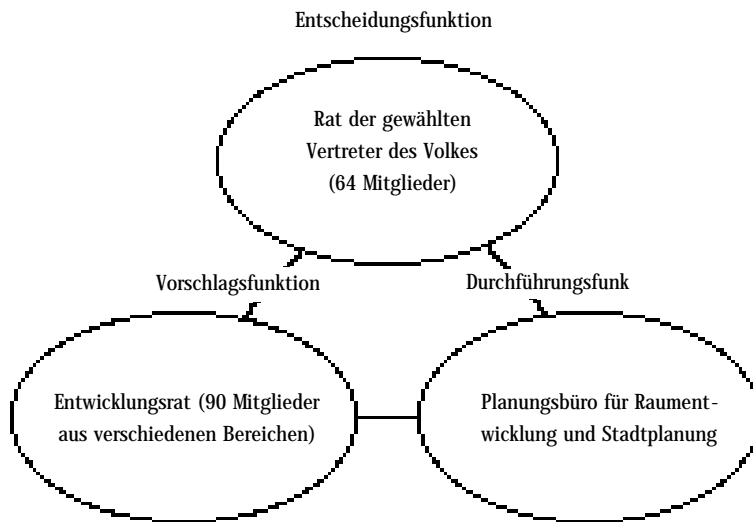 Entscheidungsfunktion
Rat der gewählten
Vertreter des Volkes
(64 Mitglieder)
Vorschlagsfunktion
Durchführungsfunk
Entwicklungsrat (90 Mitglieder
aus verschiedenen Bereichen)
Planungsbüro für Raument-
wicklung und Stadtplanung